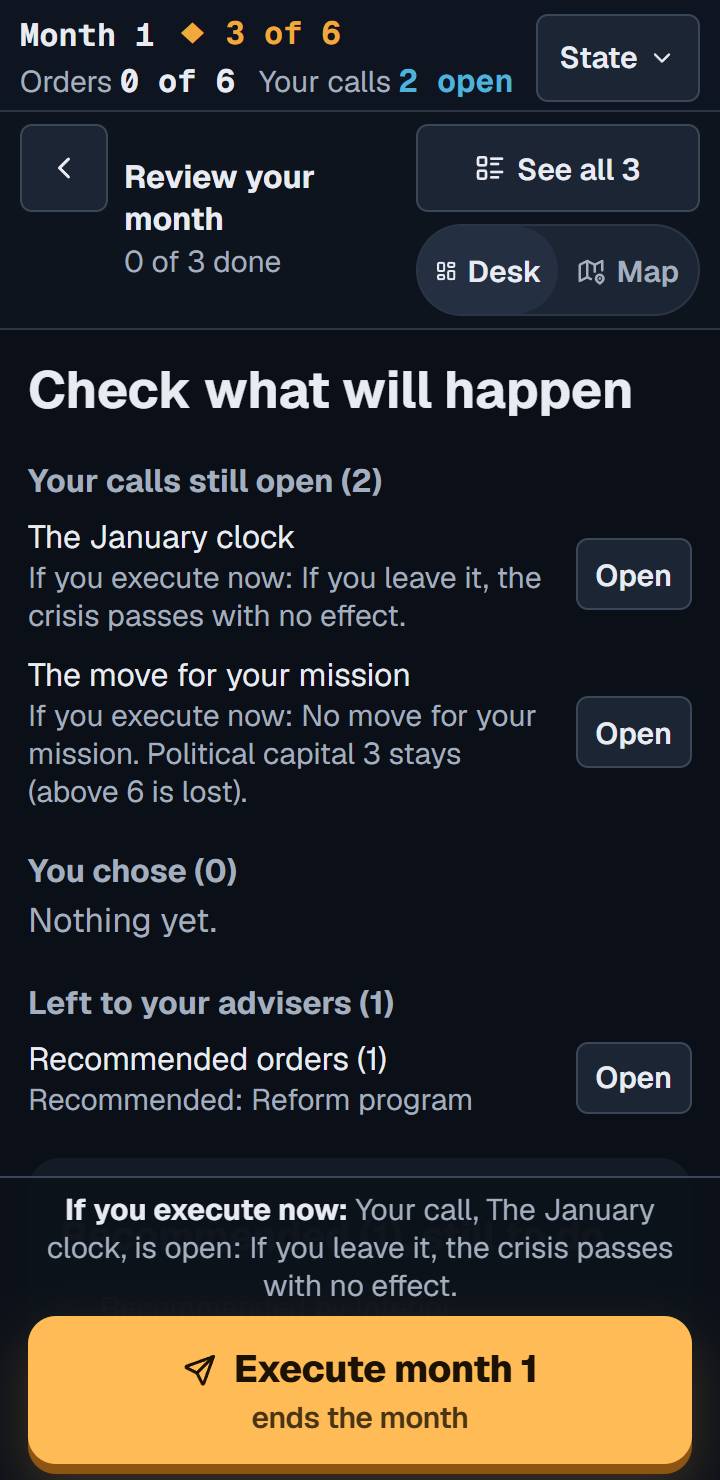 Month 1 ◆ 3 of 6
Orders 0 of 6 Your calls 2 open
State
Review your
month
0 of 3 done
See all 3
Desk
Map
Check what will happen
Your calls still open (2)
The January clock
If you execute now: If you leave it, the
crisis passes with no effect.
Open
The move for your mission
If you execute now: No move for your
mission. Political capital 3 stays
(above 6 is lost).
Open
You chose (0)
Nothing yet.
Left to your advisers (1)
Recommended orders (1)
Recommended: Reform program
Open
If you execute now: Your call, The January
clock, is open: If you leave it, the crisis passes
with no effect.
Execute month 1
ends the month